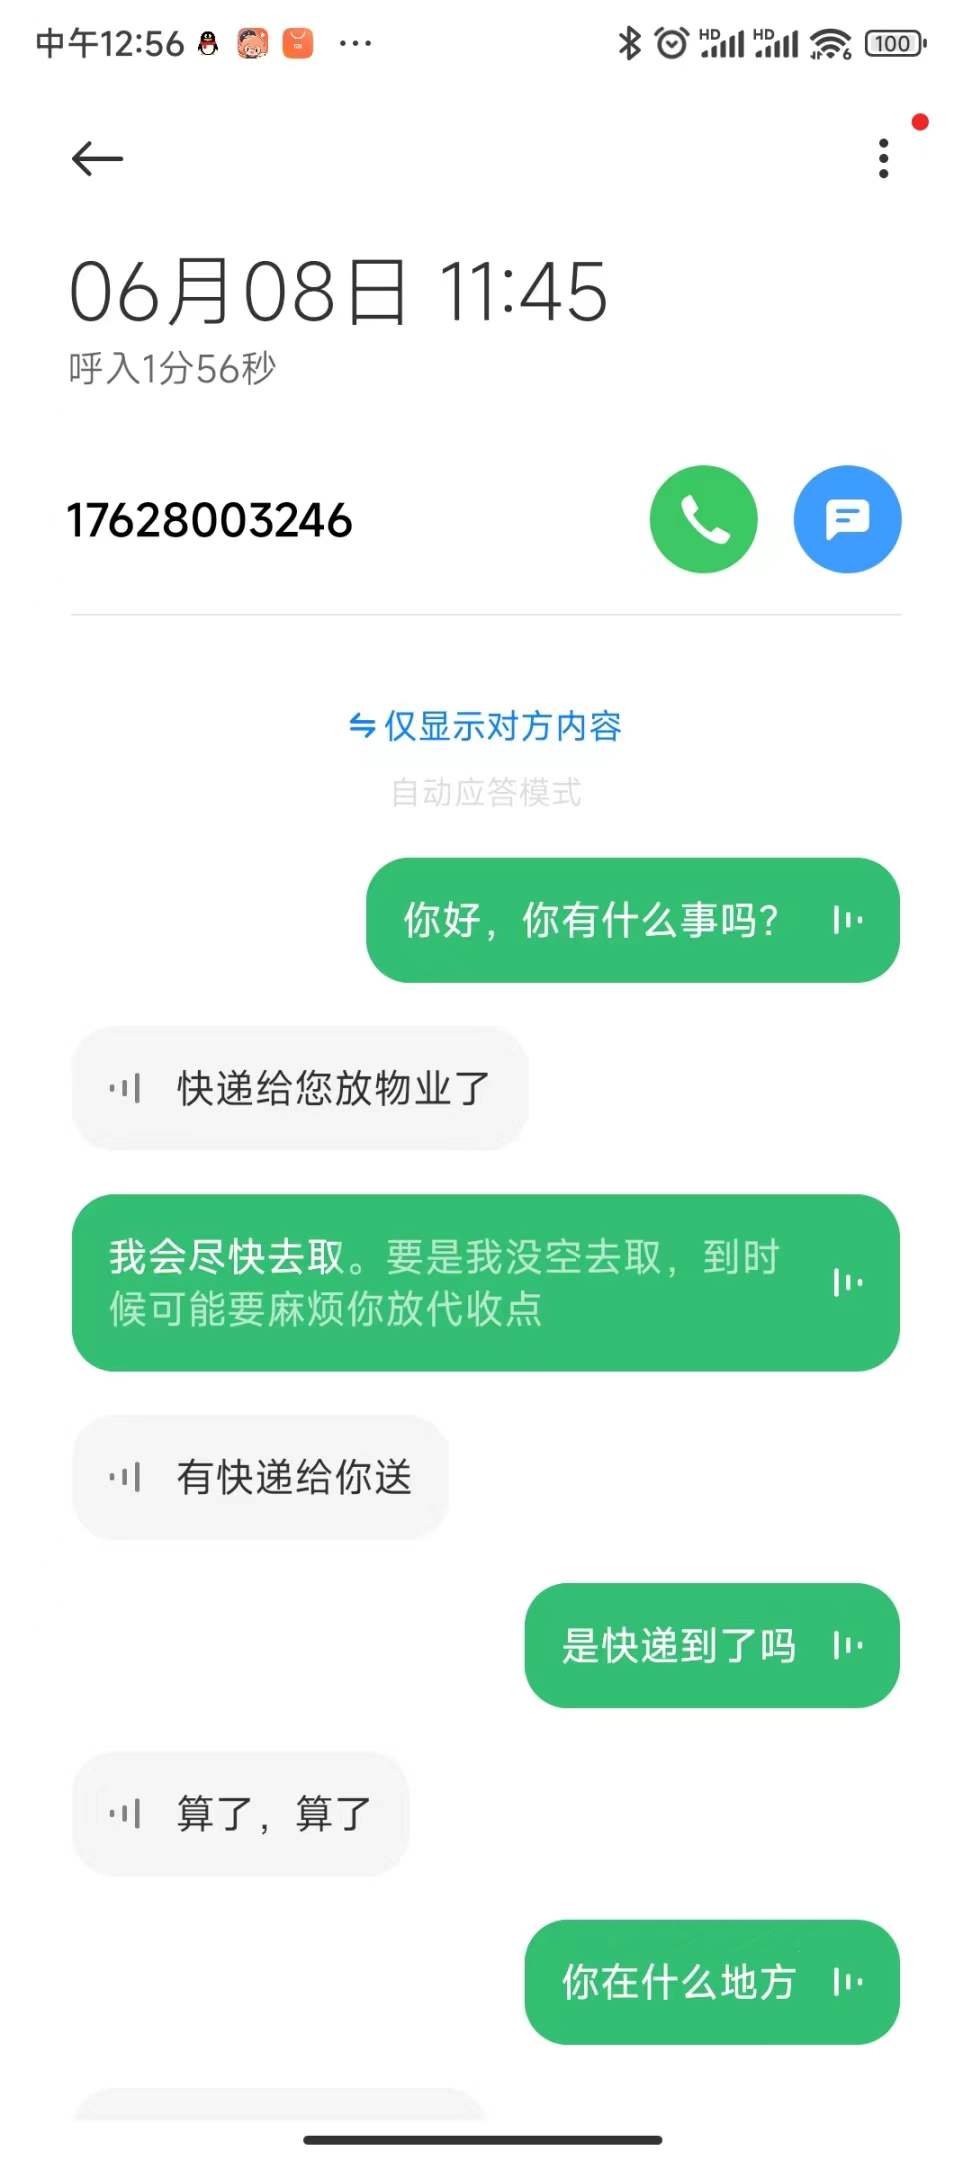 中午12:56
HD HD 6 100
06月08日 11:45
呼入1分56秒
17628003246
仅显示对方内容
自动应答模式
你好，你有什么事吗？
快递给您放物业了
我会尽快去取。要是我没空去取，到时
候可能要麻烦你放代收点
有快递给你送
是快递到了吗
算了，算了
你在什么地方